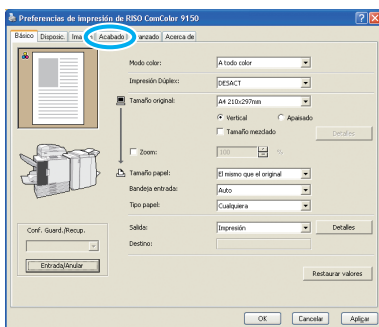 Preferencias de impresión de RISO ComColor 9150
Básico Disposic. Acabado Acerca de
Modo color: A todo color
Impresión Dúplex: DESACT
Tamaño original: A4 210x297mm
Vertical Apaisado
Tamaño mezclado Detalles
Zoom: 100 %
Tamaño papel: El mismo que el original
Bandeja entrada: Auto
Tipo papel: Cualquiera
Conf. Guard./Recup.
Salida: Impresión Detalles
Destino:
Entrada/Anular
Restaurar valores
OK Cancelar Aplicar